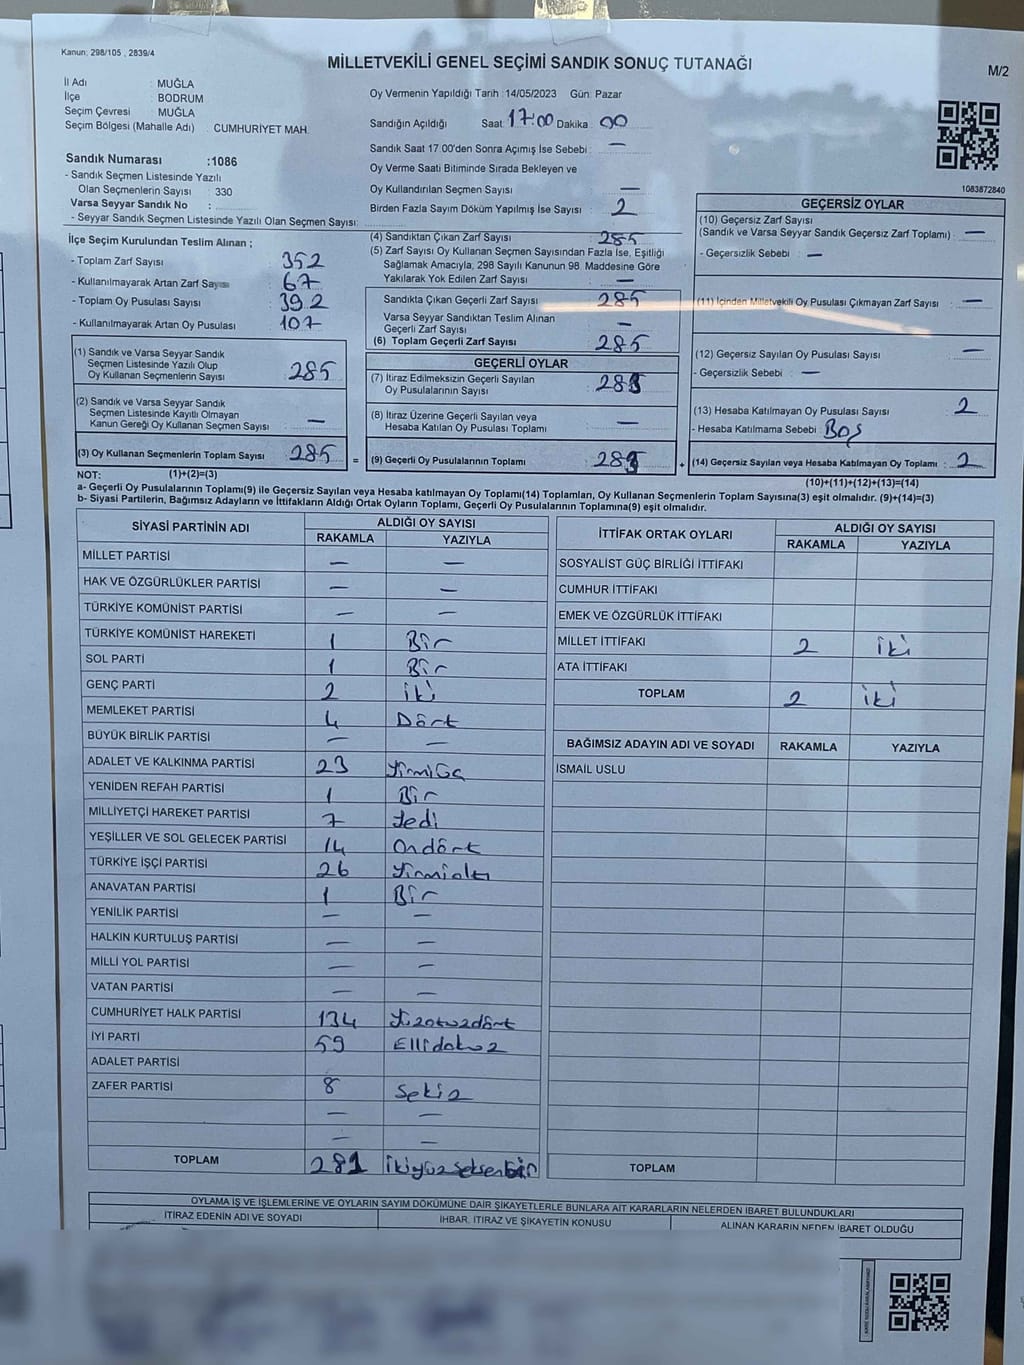 Kanun: 298/105 , 2839/4
MİLLETVEKİLİ GENEL SEÇİMİ SANDIK SONUÇ TUTANAĞI
M/2
İl Adı : MUĞLA
İlçe BODRUM
Seçim Çevresi : MUĞLA
Seçim Bölgesi (Mahalle Adı) : CUMHURİYET MAH.
Sandık Numarası :1086
- Sandık Seçmen Listesinde Yazılı
Olan Seçmenlerin Sayısı : 330
Varsa Seyyar Sandık No :
- Seyyar Sandık Seçmen Listesinde Yazılı Olan Seçmen Sayısı:
Oy Vermenin Yapıldığı Tarih :14/05/2023 Gün: Pazar
Sandığın Açıldığı Saat: 17:00 Dakika : 00
Sandık Saat 17.00'den Sonra Açımış İse Sebebi : —
Oy Verme Saati Bitiminde Sırada Bekleyen ve
Oy Kullandırılan Seçmen Sayısı —
Birden Fazla Sayım Döküm Yapılmış İse Sayısı : 2
1083872840
İlçe Seçim Kurulundan Teslim Alınan ;
- Toplam Zarf Sayısı 352
- Kullanılmayarak Artan Zarf Sayısı : 67
- Toplam Oy Pusulası Sayısı : 392
- Kullanılmayarak Artan Oy Pusulası : 107
(1) Sandık ve Varsa Seyyar Sandık
Seçmen Listesinde Yazılı Olup
Oy Kullanan Seçmenlerin Sayısı : 285
(2) Sandık ve Varsa Seyyar Sandık
Seçmen Listesinde Kayıtlı Olmayan
Kanun Gereği Oy Kullanan Seçmen Sayısı : —
(3) Oy Kullanan Seçmenlerin Toplam Sayısı : 285 =
(4) Sandıktan Çıkan Zarf Sayısı : 285
(5) Zarf Sayısı Oy Kullanan Seçmen Sayısından Fazla İse, Eşitliği
Sağlamak Amacıyla; 298 Sayılı Kanunun 98. Maddesine Göre
Yakılarak Yok Edilen Zarf Sayısı : —
Sandıkta Çıkan Geçerli Zarf Sayısı : 285
Varsa Seyyar Sandıktan Teslim Alınan
Geçerli Zarf Sayısı : —
(6) Toplam Geçerli Zarf Sayısı : 285
GEÇERLİ OYLAR
(7) İtiraz Edilmeksizin Geçerli Sayılan
Oy Pusulalarının Sayısı : 283
(8) İtiraz Üzerine Geçerli Sayılan veya
Hesaba Katılan Oy Pusulası Toplamı : —
(9) Geçerli Oy Pusulalarının Toplamı : 283 +
GEÇERSİZ OYLAR
(10) Geçersiz Zarf Sayısı
(Sandık ve Varsa Seyyar Sandık Geçersiz Zarf Toplamı) : —
- Geçersizlik Sebebi : —
(11) İçinden Milletvekili Oy Pusulası Çıkmayan Zarf Sayısı : —
(12) Geçersiz Sayılan Oy Pusulası Sayısı : —
- Geçersizlik Sebebi : —
(13) Hesaba Katılmayan Oy Pusulası Sayısı : 2
- Hesaba Katılmama Sebebi : Boş
(14) Geçersiz Sayılan veya Hesaba Katılmayan Oy Toplamı : 2
NOT: (1)+(2)=(3) (10)+(11)+(12)+(13)=(14)
a- Geçerli Oy Pusulalarının Toplamı(9) ile Geçersiz Sayılan veya Hesaba katılmayan Oy Toplamı(14) Toplamları, Oy Kullanan Seçmenlerin Toplam Sayısına(3) eşit olmalıdır. (9)+(14)=(3)
b- Siyasi Partilerin, Bağımsız Adayların ve İttifakların Aldığı Ortak Oyların Toplamı, Geçerli Oy Pusulalarının Toplamına(9) eşit olmalıdır.
SİYASİ PARTİNİN ADI ALDIĞI OY SAYISI
RAKAMLA YAZIYLA
MİLLET PARTİSİ — —
HAK VE ÖZGÜRLÜKLER PARTİSİ — —
TÜRKİYE KOMÜNİST PARTİSİ — —
TÜRKİYE KOMÜNİST HAREKETİ 1 Bir
SOL PARTİ 1 Bir
GENÇ PARTİ 2 iki
MEMLEKET PARTİSİ 4 Dört
BÜYÜK BİRLİK PARTİSİ — —
ADALET VE KALKINMA PARTİSİ 23 Yirmiüç
YENİDEN REFAH PARTİSİ 1 Bir
MİLLİYETÇİ HAREKET PARTİSİ 7 Yedi
YEŞİLLER VE SOL GELECEK PARTİSİ 14 Ondört
TÜRKİYE İŞÇİ PARTİSİ 26 Yirmialtı
ANAVATAN PARTİSİ 1 Bir
YENİLİK PARTİSİ — —
HALKIN KURTULUŞ PARTİSİ — —
MİLLİ YOL PARTİSİ — —
VATAN PARTİSİ — —
CUMHURİYET HALK PARTİSİ 134 Yüzotuzdört
İYİ PARTİ 59 Ellidokuz
ADALET PARTİSİ
ZAFER PARTİSİ 8 Sekiz
— —
— —
TOPLAM 281 İkiyüzseksenbir
İTTİFAK ORTAK OYLARI ALDIĞI OY SAYISI
RAKAMLA YAZIYLA
SOSYALİST GÜÇ BİRLİĞİ İTTİFAKI
CUMHUR İTTİFAKI
EMEK VE ÖZGÜRLÜK İTTİFAKI
MİLLET İTTİFAKI 2 iki
ATA İTTİFAKI
TOPLAM 2 iki
BAĞIMSIZ ADAYIN ADI VE SOYADI RAKAMLA YAZIYLA
İSMAİL USLU
TOPLAM
OYLAMA İŞ VE İŞLEMLERİNE VE OYLARIN SAYIM DÖKÜMÜNE DAİR ŞİKAYETLERLE BUNLARA AİT KARARLARIN NELERDEN İBARET BULUNDUKLARI
İTİRAZ EDENİN ADI VE SOYADI İHBAR, İTİRAZ VE ŞİKAYETİN KONUSU ALINAN KARARIN NEDEN İBARET OLDUĞU